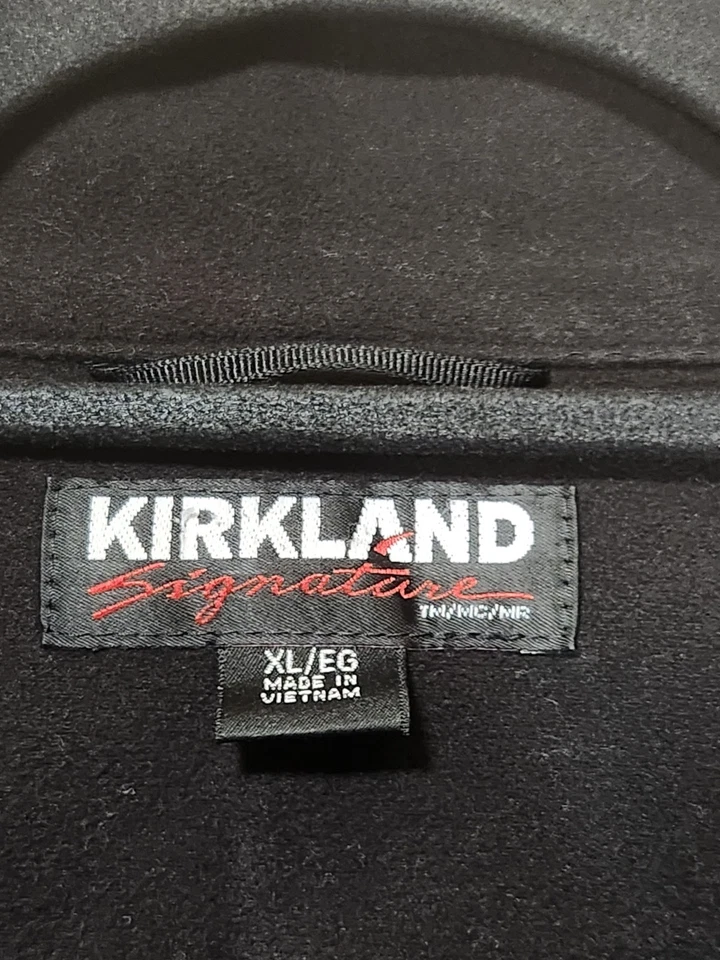 KIRKLAND
Signature
TM/MC/MR
XL/EG
MADE IN
VIETNAM